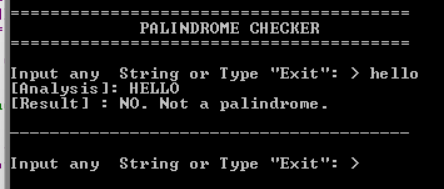 ========================================
PALINDROME CHECKER
========================================
Input any  String or Type "Exit": > hello
[Analysis]: HELLO
[Result] : NO. Not a palindrome.
________________________________________
Input any  String or Type "Exit": >